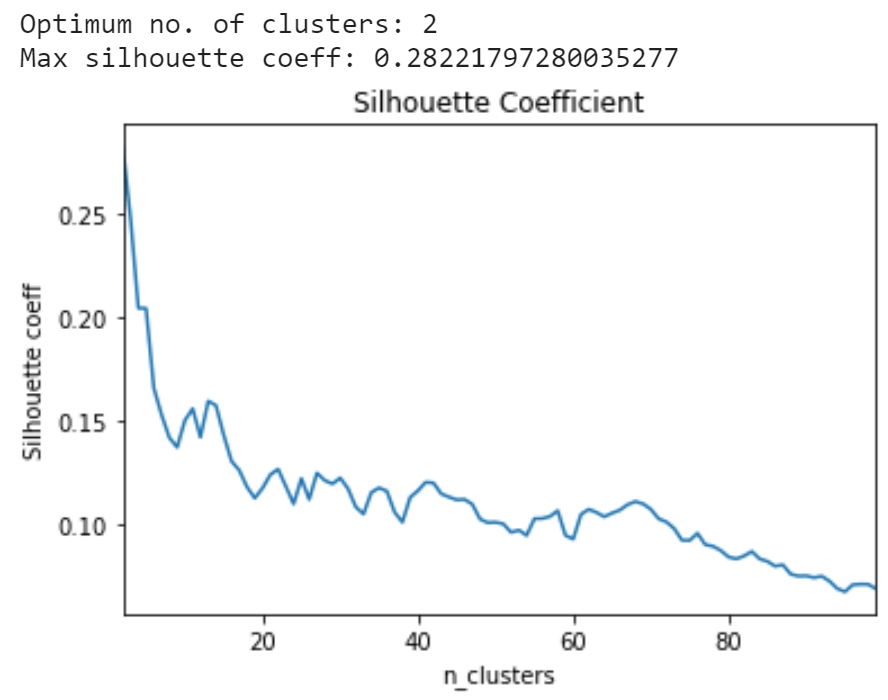 Optimum no. of clusters: 2
Max silhouette coeff: 0.28221797280035277
Silhouette Coefficient
Silhouette coeff
0.25
0.20
0.15
0.10
20 40 60 80
n_clusters